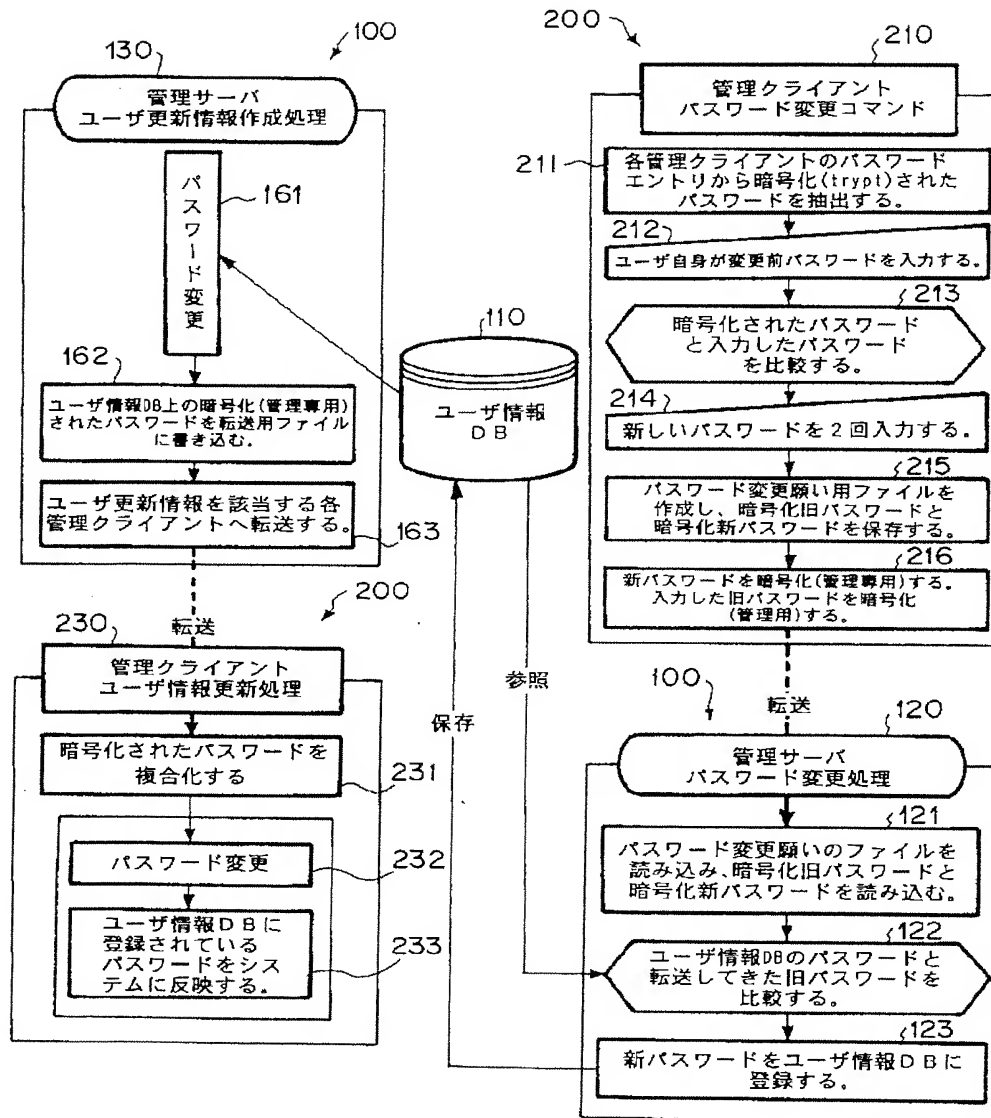 100
130
管理サーバ
ユーザ更新情報作成処理
パスワード変更
161
162
ユーザ情報DB上の暗号化(管理専用)
されたパスワードを転送用ファイル
に書き込む。
ユーザ更新情報を該当する各
管理クライアントへ転送する。
163
転送
200
230
管理クライアント
ユーザ情報更新処理
暗号化されたパスワードを
複合化する
231
パスワード変更
232
ユーザ情報DBに
登録されている
パスワードをシス
テムに反映する。
233
110
ユーザ情報
DB
保存
参照
200
210
管理クライアント
パスワード変更コマンド
211
各管理クライアントのパスワード
エントリから暗号化(trypt)された
パスワードを抽出する。
212
ユーザ自身が変更前パスワードを入力する。
213
暗号化されたパスワード
と入力したパスワード
を比較する。
214
新しいパスワードを2回入力する。
215
パスワード変更願い用ファイルを
作成し、暗号化旧パスワードと
暗号化新パスワードを保存する。
216
新パスワードを暗号化(管理専用)する。
入力した旧パスワードを暗号化
(管理用)する。
転送
100
120
管理サーバ
パスワード変更処理
121
パスワード変更願いのファイルを
読み込み、暗号化旧パスワードと
暗号化新パスワードを読み込む。
122
ユーザ情報DBのパスワードと
転送してきた旧パスワードを
比較する。
123
新パスワードをユーザ情報DBに
登録する。